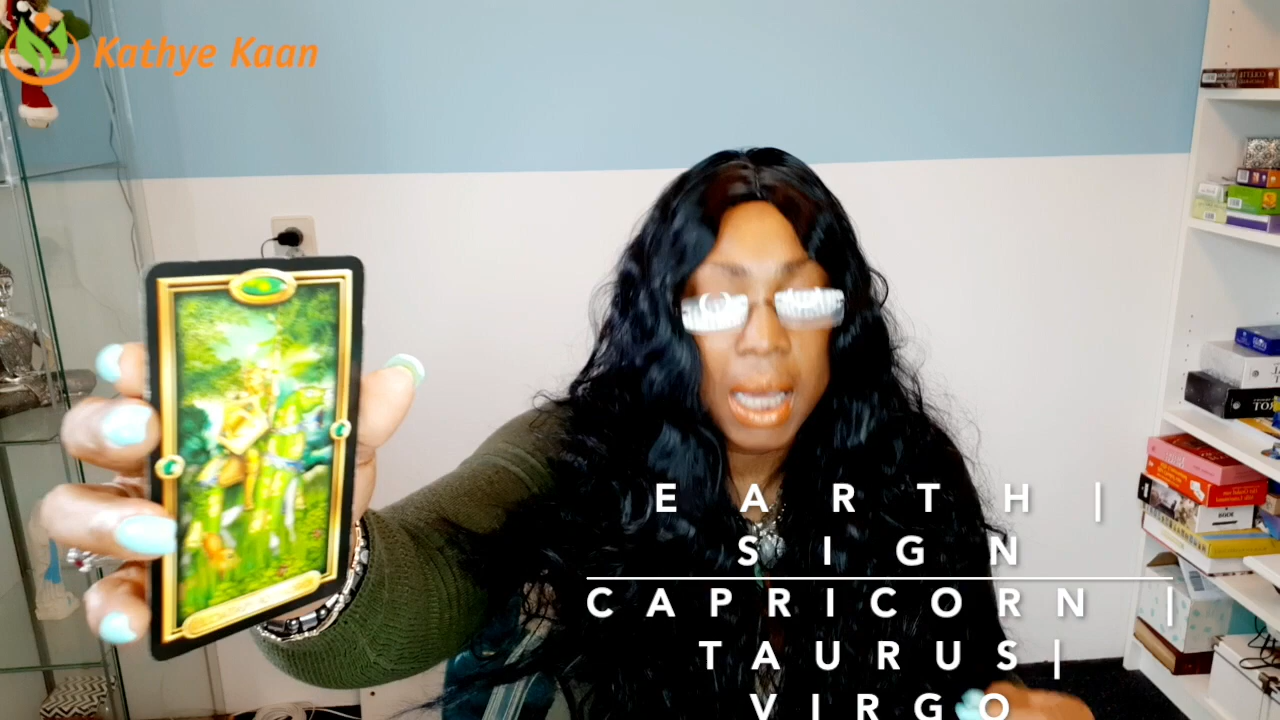 Kathye Kaan
EARTH|
SIGN
CAPRICORN |
TAURUS|
VIRGO